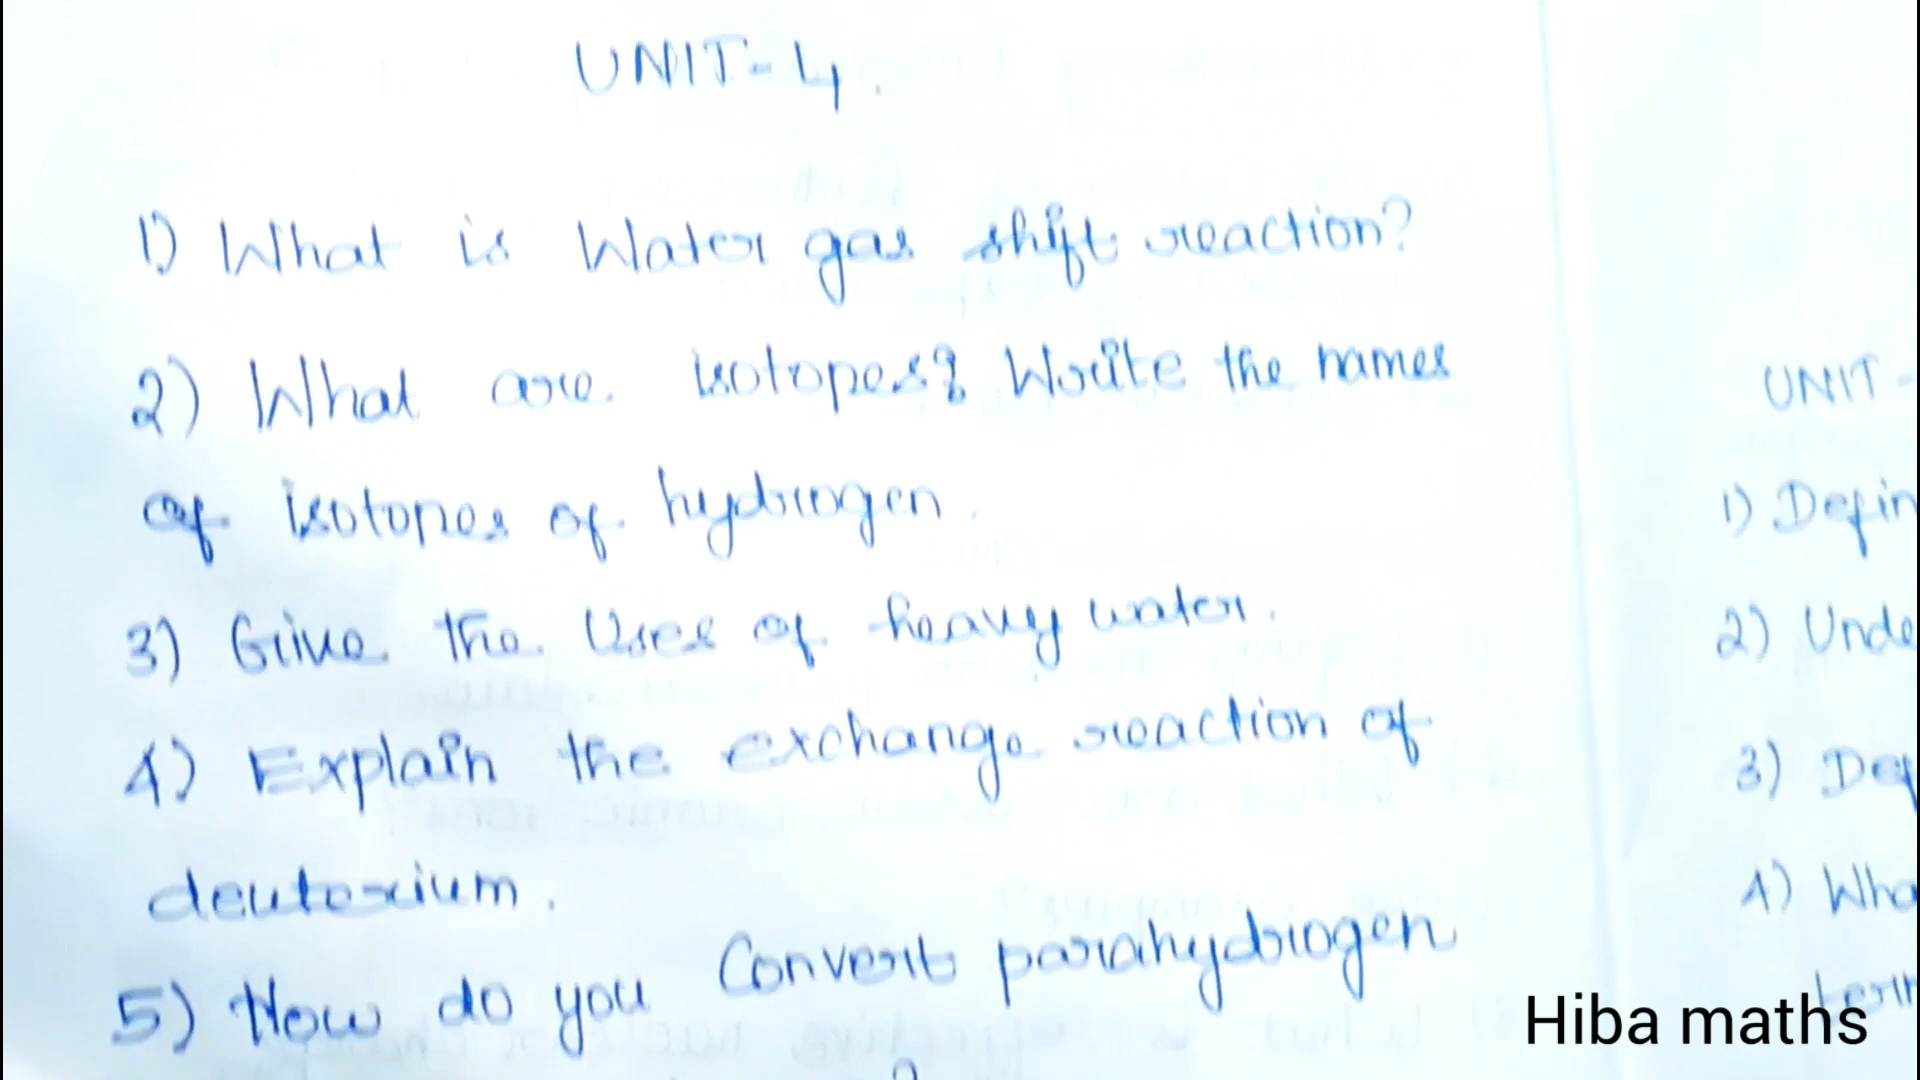 UNIT-4.
1) What is Water gas shift reaction?
2) What are isotopes? Write the names
of isotopes of hydrogen.
3) Give the Uses of heavy water.
4) Explain the exchange reaction of
deuterium.
5) How do you Convert parahydrogen
UNIT-
1) Defin
2) Unde
3) Def
4) Wha
Hiba maths